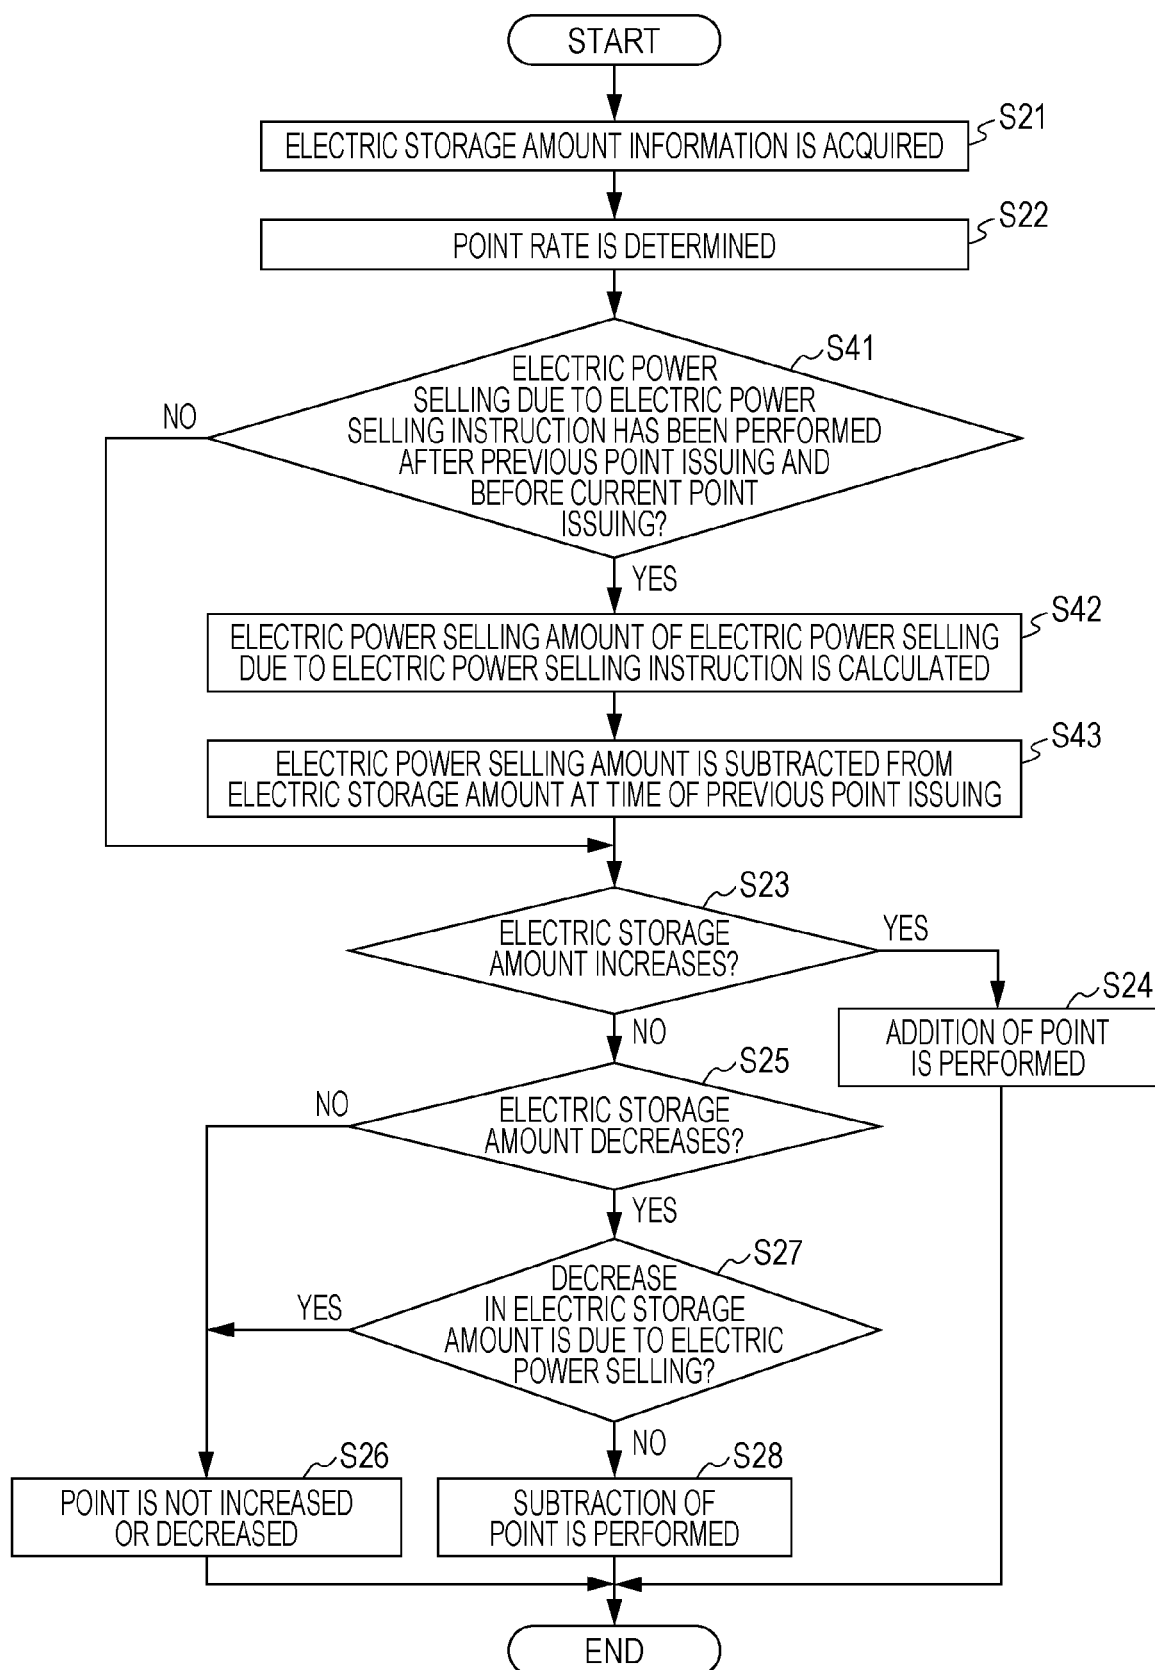 START
S21
ELECTRIC STORAGE AMOUNT INFORMATION IS ACQUIRED
S22
POINT RATE IS DETERMINED
S41
ELECTRIC POWER
SELLING DUE TO ELECTRIC POWER
SELLING INSTRUCTION HAS BEEN PERFORMED
AFTER PREVIOUS POINT ISSUING AND
BEFORE CURRENT POINT
ISSUING?
NO
YES
S42
ELECTRIC POWER SELLING AMOUNT OF ELECTRIC POWER SELLING
DUE TO ELECTRIC POWER SELLING INSTRUCTION IS CALCULATED
S43
ELECTRIC POWER SELLING AMOUNT IS SUBTRACTED FROM
ELECTRIC STORAGE AMOUNT AT TIME OF PREVIOUS POINT ISSUING
S23
ELECTRIC STORAGE
AMOUNT INCREASES?
YES
NO
S24
ADDITION OF POINT
IS PERFORMED
S25
ELECTRIC STORAGE
AMOUNT DECREASES?
NO
YES
S27
DECREASE
IN ELECTRIC STORAGE
AMOUNT IS DUE TO ELECTRIC
POWER SELLING?
YES
NO
S26
POINT IS NOT INCREASED
OR DECREASED
S28
SUBTRACTION OF
POINT IS PERFORMED
END